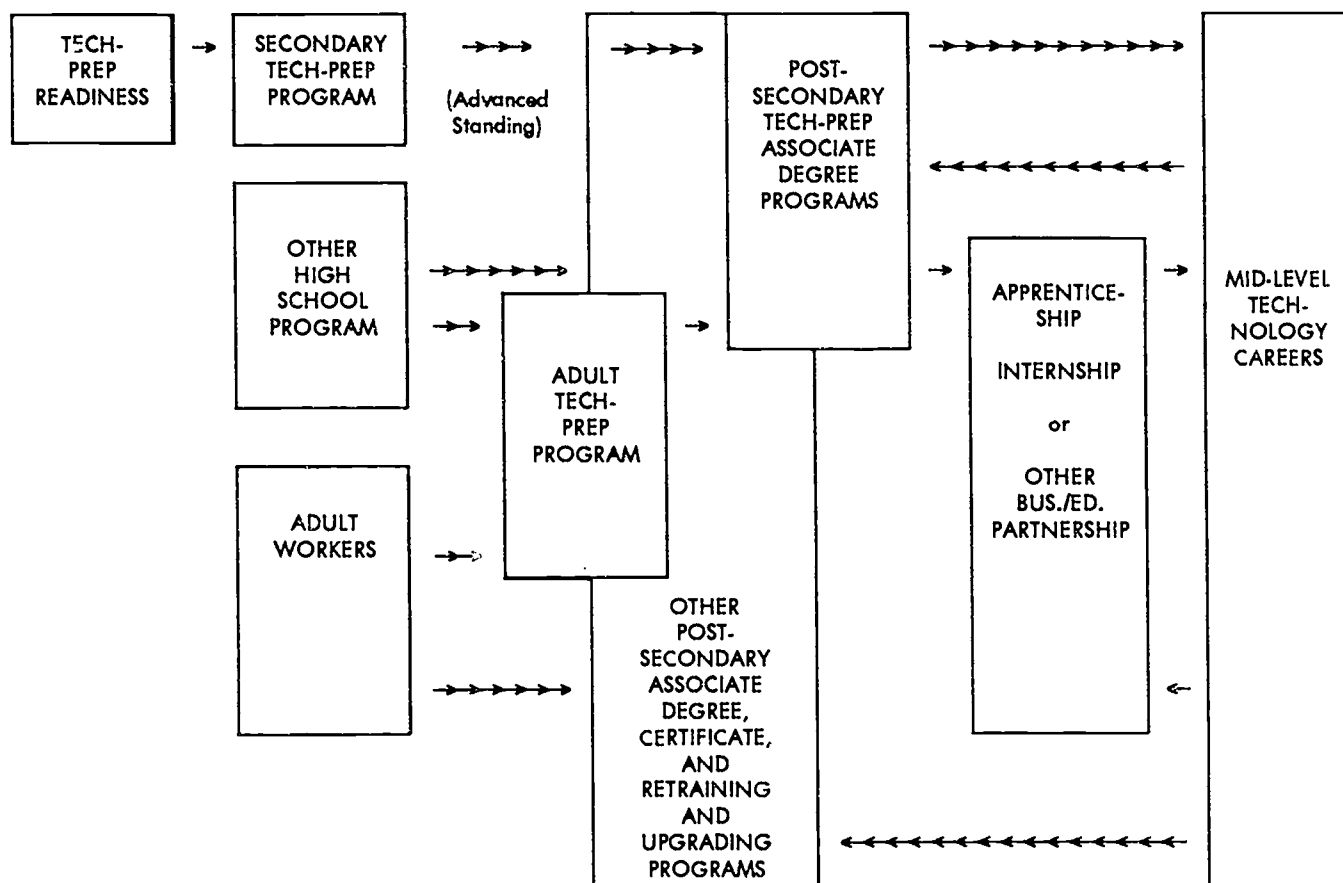 TECH-
PREP
READINESS
SECONDARY
TECH-PREP
PROGRAM
(Advanced
Standing)
POST-
SECONDARY
TECH-PREP
ASSOCIATE
DEGREE
PROGRAMS
OTHER
HIGH
SCHOOL
PROGRAM
ADULT
TECH-
PREP
PROGRAM
APPRENTICE-
SHIP
INTERNSHIP
or
OTHER
BUS./ED.
PARTNERSHIP
MID-LEVEL
TECH-
NOLOGY
CAREERS
ADULT
WORKERS
OTHER
POST-
SECONDARY
ASSOCIATE
DEGREE,
CERTIFICATE,
AND
RETRAINING
AND
UPGRADING
PROGRAMS